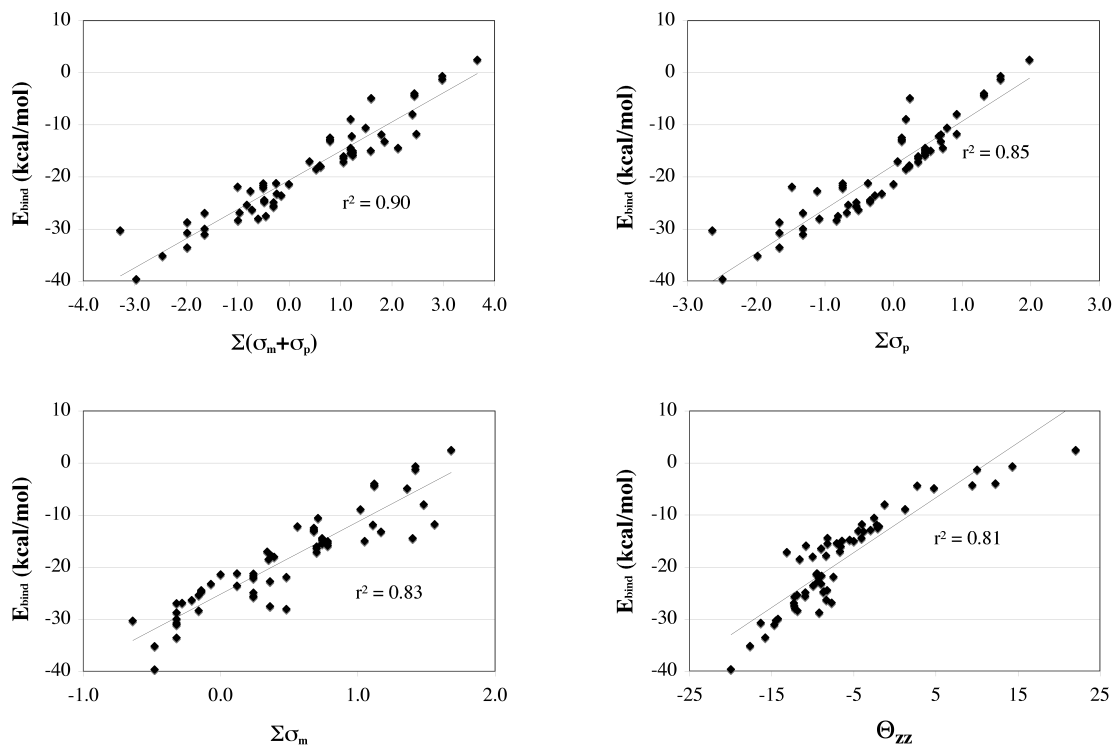 10
0
-10
-20
-30
-40
E bind (kcal/mol)
r² = 0.90
-4.0 -3.0 -2.0 -1.0 0.0 1.0 2.0 3.0 4.0
Σ(σm+σp)
10
0
-10
-20
-30
-40
E bind (kcal/mol)
r² = 0.85
-3.0 -2.0 -1.0 0.0 1.0 2.0 3.0
Σσp
10
0
-10
-20
-30
-40
E bind (kcal/mol)
r² = 0.83
-1.0 0.0 1.0 2.0
Σσm
10
0
-10
-20
-30
-40
E bind (kcal/mol)
r² = 0.81
-25 -15 -5 5 15 25
Θzz